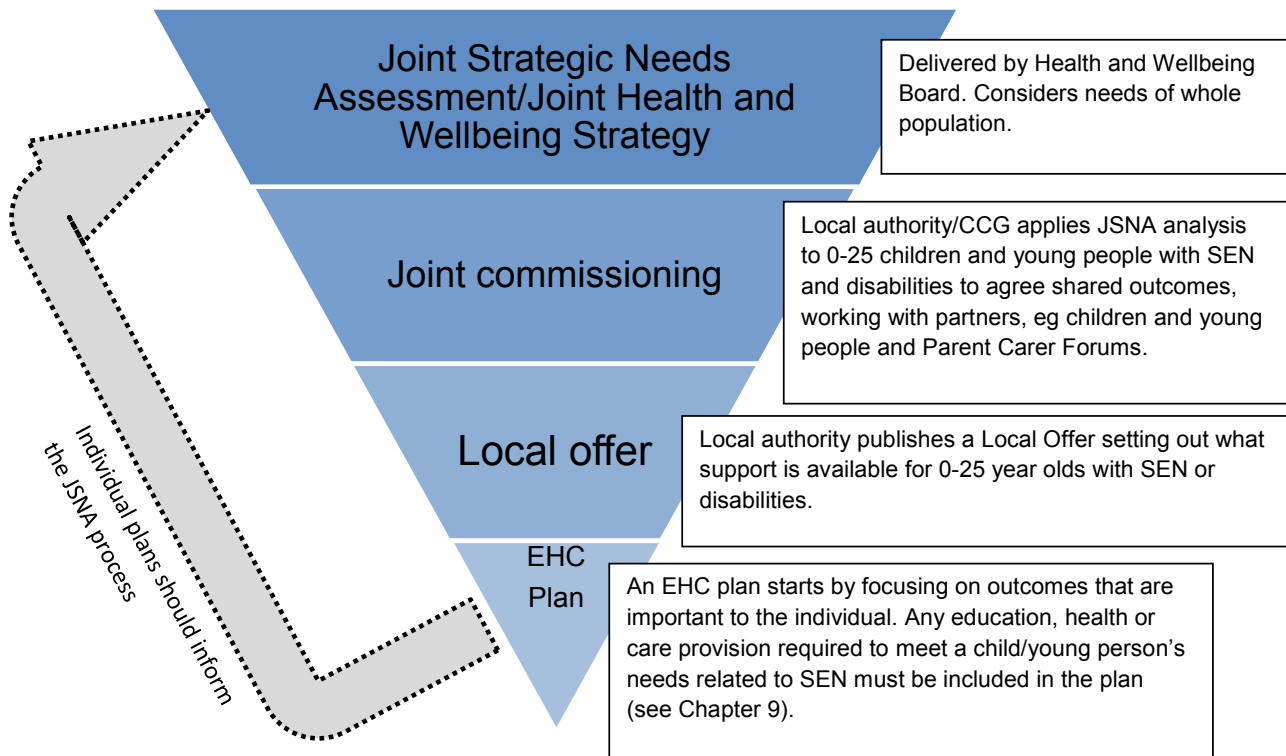 Joint Strategic Needs
Assessment/Joint Health and
Wellbeing Strategy
Delivered by Health and Wellbeing
Board. Considers needs of whole
population.
Joint commissioning
Local authority/CCG applies JSNA analysis
to 0-25 children and young people with SEN
and disabilities to agree shared outcomes,
working with partners, eg children and young
people and Parent Carer Forums.
Local offer
Local authority publishes a Local Offer setting out what
support is available for 0-25 year olds with SEN or
disabilities.
EHC
Plan
An EHC plan starts by focusing on outcomes that are
important to the individual. Any education, health or
care provision required to meet a child/young person’s
needs related to SEN must be included in the plan
(see Chapter 9).
Individual plans should inform
the JSNA process